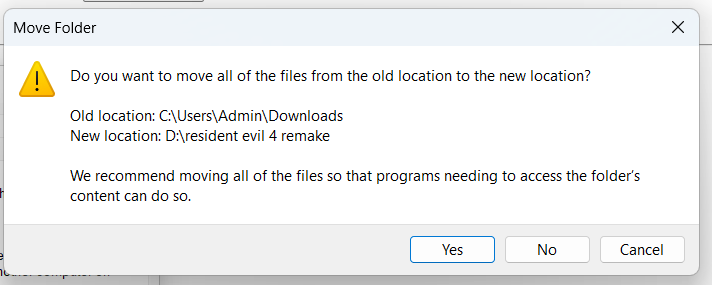 Move Folder
Do you want to move all of the files from the old location to the new location?
Old location: C:\Users\Admin\Downloads
New location: D:\resident evil 4 remake
We recommend moving all of the files so that programs needing to access the folder's
content can do so.
Yes No Cancel